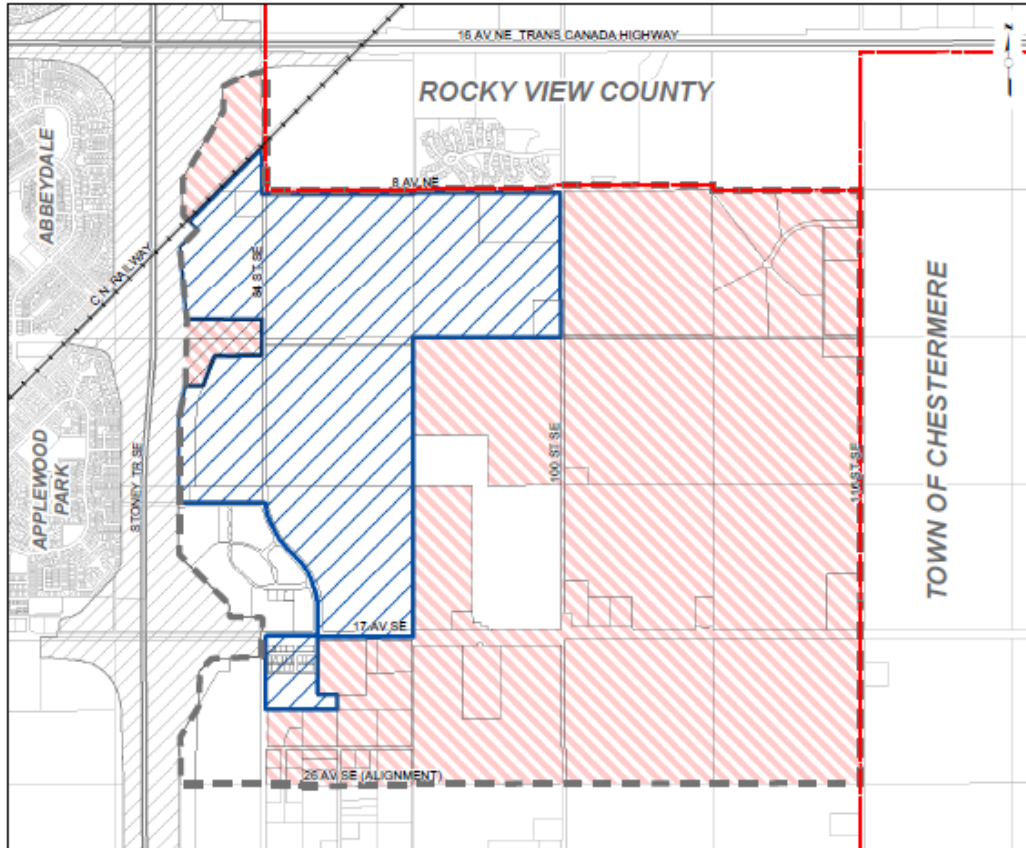 16 AV NE TRANS CANADA HIGHWAY
N
ROCKY VIEW COUNTY
ABBEYDALE
8 AV NE
C.N. RAILWAY
84 ST SE
TOWN OF CHESTERMERE
APPLEWOOD
PARK
STONEY TR SE
100 ST SE
116 ST SE
17 AV SE
26 AV SE (ALIGNMENT)